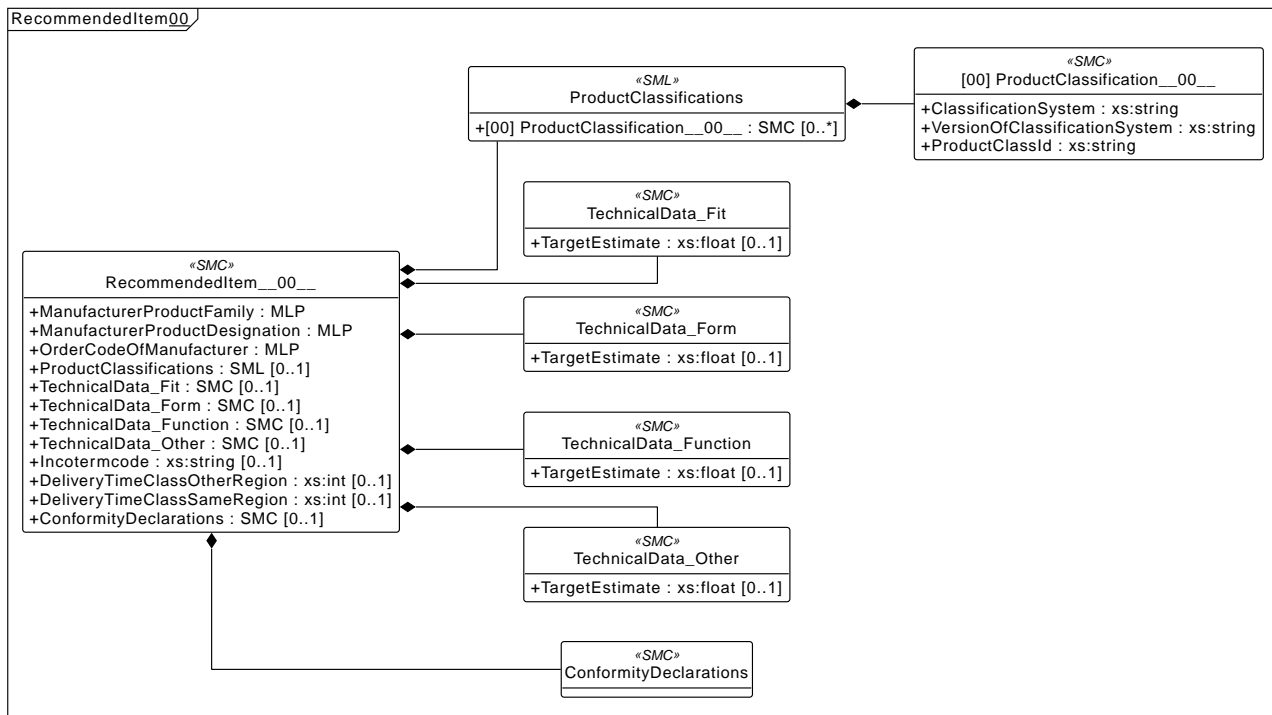 RecommendedItem00
«SML»
ProductClassifications
+[00] ProductClassification__00__ : SMC [0..*]
«SMC»
[00] ProductClassification__00__
+ClassificationSystem : xs:string
+VersionOfClassificationSystem : xs:string
+ProductClassId : xs:string
«SMC»
TechnicalData_Fit
+TargetEstimate : xs:float [0..1]
«SMC»
RecommendedItem__00__
+ManufacturerProductFamily : MLP
+ManufacturerProductDesignation : MLP
+OrderCodeOfManufacturer : MLP
+ProductClassifications : SML [0..1]
+TechnicalData_Fit : SMC [0..1]
+TechnicalData_Form : SMC [0..1]
+TechnicalData_Function : SMC [0..1]
+TechnicalData_Other : SMC [0..1]
+Incotermcode : xs:string [0..1]
+DeliveryTimeClassOtherRegion : xs:int [0..1]
+DeliveryTimeClassSameRegion : xs:int [0..1]
+ConformityDeclarations : SMC [0..1]
«SMC»
TechnicalData_Form
+TargetEstimate : xs:float [0..1]
«SMC»
TechnicalData_Function
+TargetEstimate : xs:float [0..1]
«SMC»
TechnicalData_Other
+TargetEstimate : xs:float [0..1]
«SMC»
ConformityDeclarations